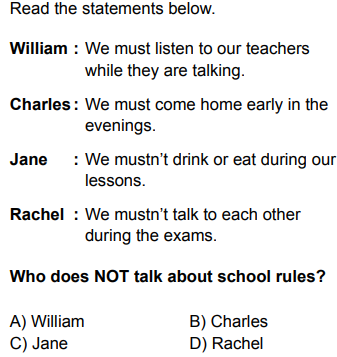 Read the statements below.
William : We must listen to our teachers
while they are talking.
Charles : We must come home early in the
evenings.
Jane : We mustn't drink or eat during our
lessons.
Rachel : We mustn't talk to each other
during the exams.
Who does NOT talk about school rules?
A) William B) Charles
C) Jane D) Rachel